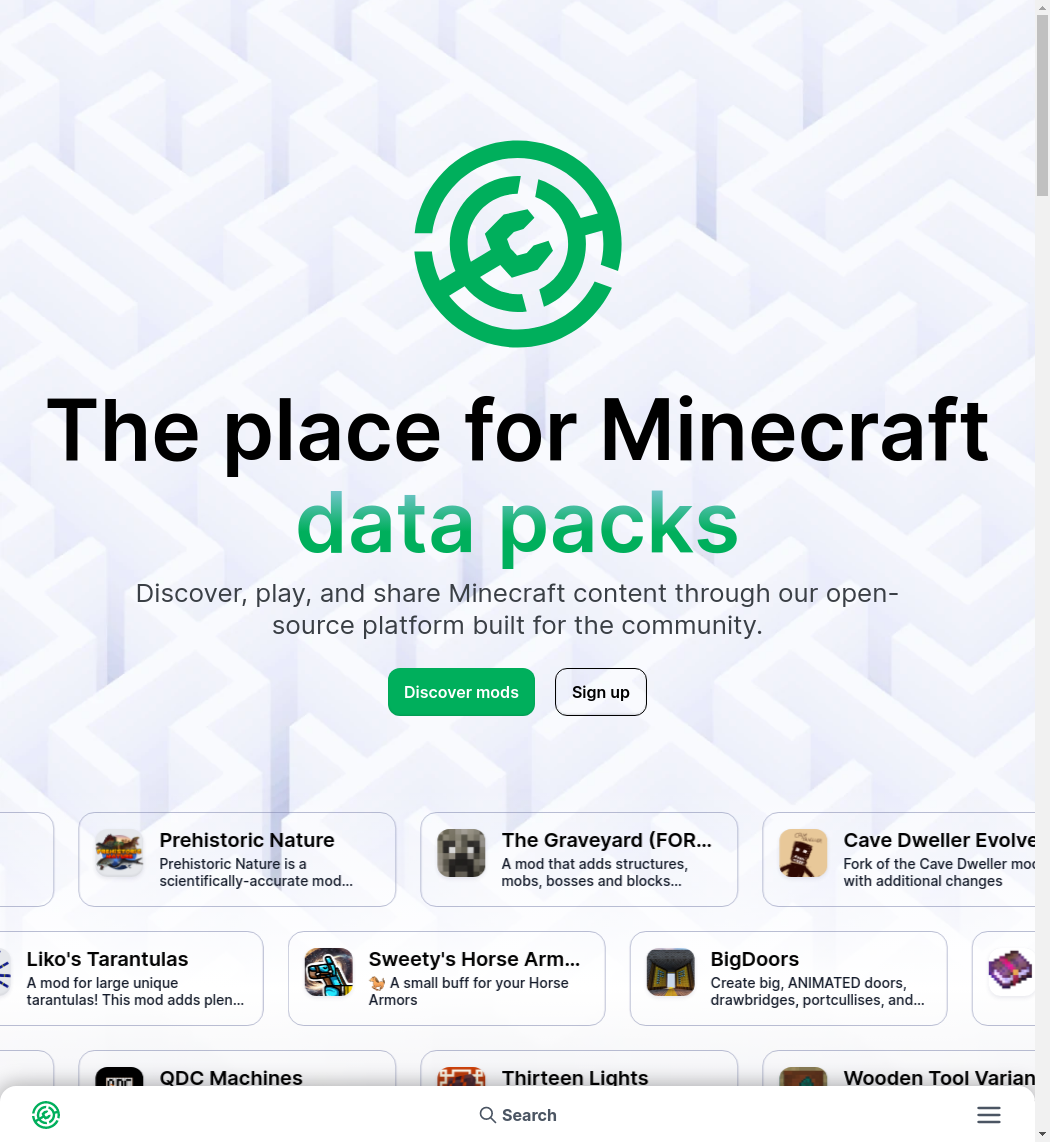 The place for Minecraft
data packs
Discover, play, and share Minecraft content through our open-
source platform built for the community.
Discover mods
Sign up
Prehistoric Nature
Prehistoric Nature is a
scientifically-accurate mod...
The Graveyard (FOR...
A mod that adds structures,
mobs, bosses and blocks...
Cave Dweller Evolve
Fork of the Cave Dweller mod
with additional changes
Liko's Tarantulas
A mod for large unique
tarantulas! This mod adds plen...
Sweety's Horse Arm...
🐿️ A small buff for your Horse
Armors
BigDoors
Create big, ANIMATED doors,
drawbridges, portcullises, and...
QDC Machines
Thirteen Lights
Wooden Tool Varian
Search